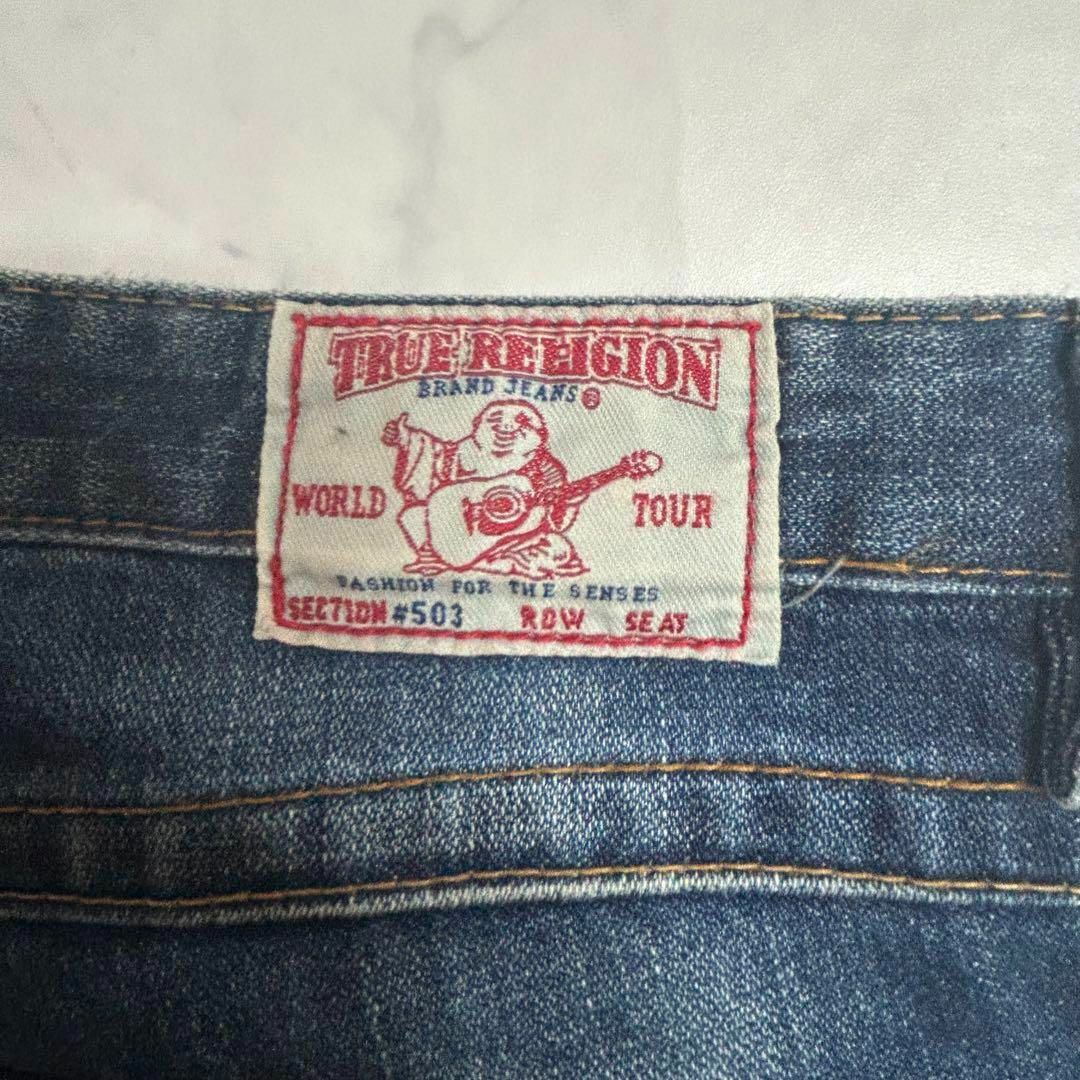 TRUE RELIGION
BRAND JEANS®
WORLD TOUR
FASHION FOR THE SENSES
SECTION #503 ROW SEAT